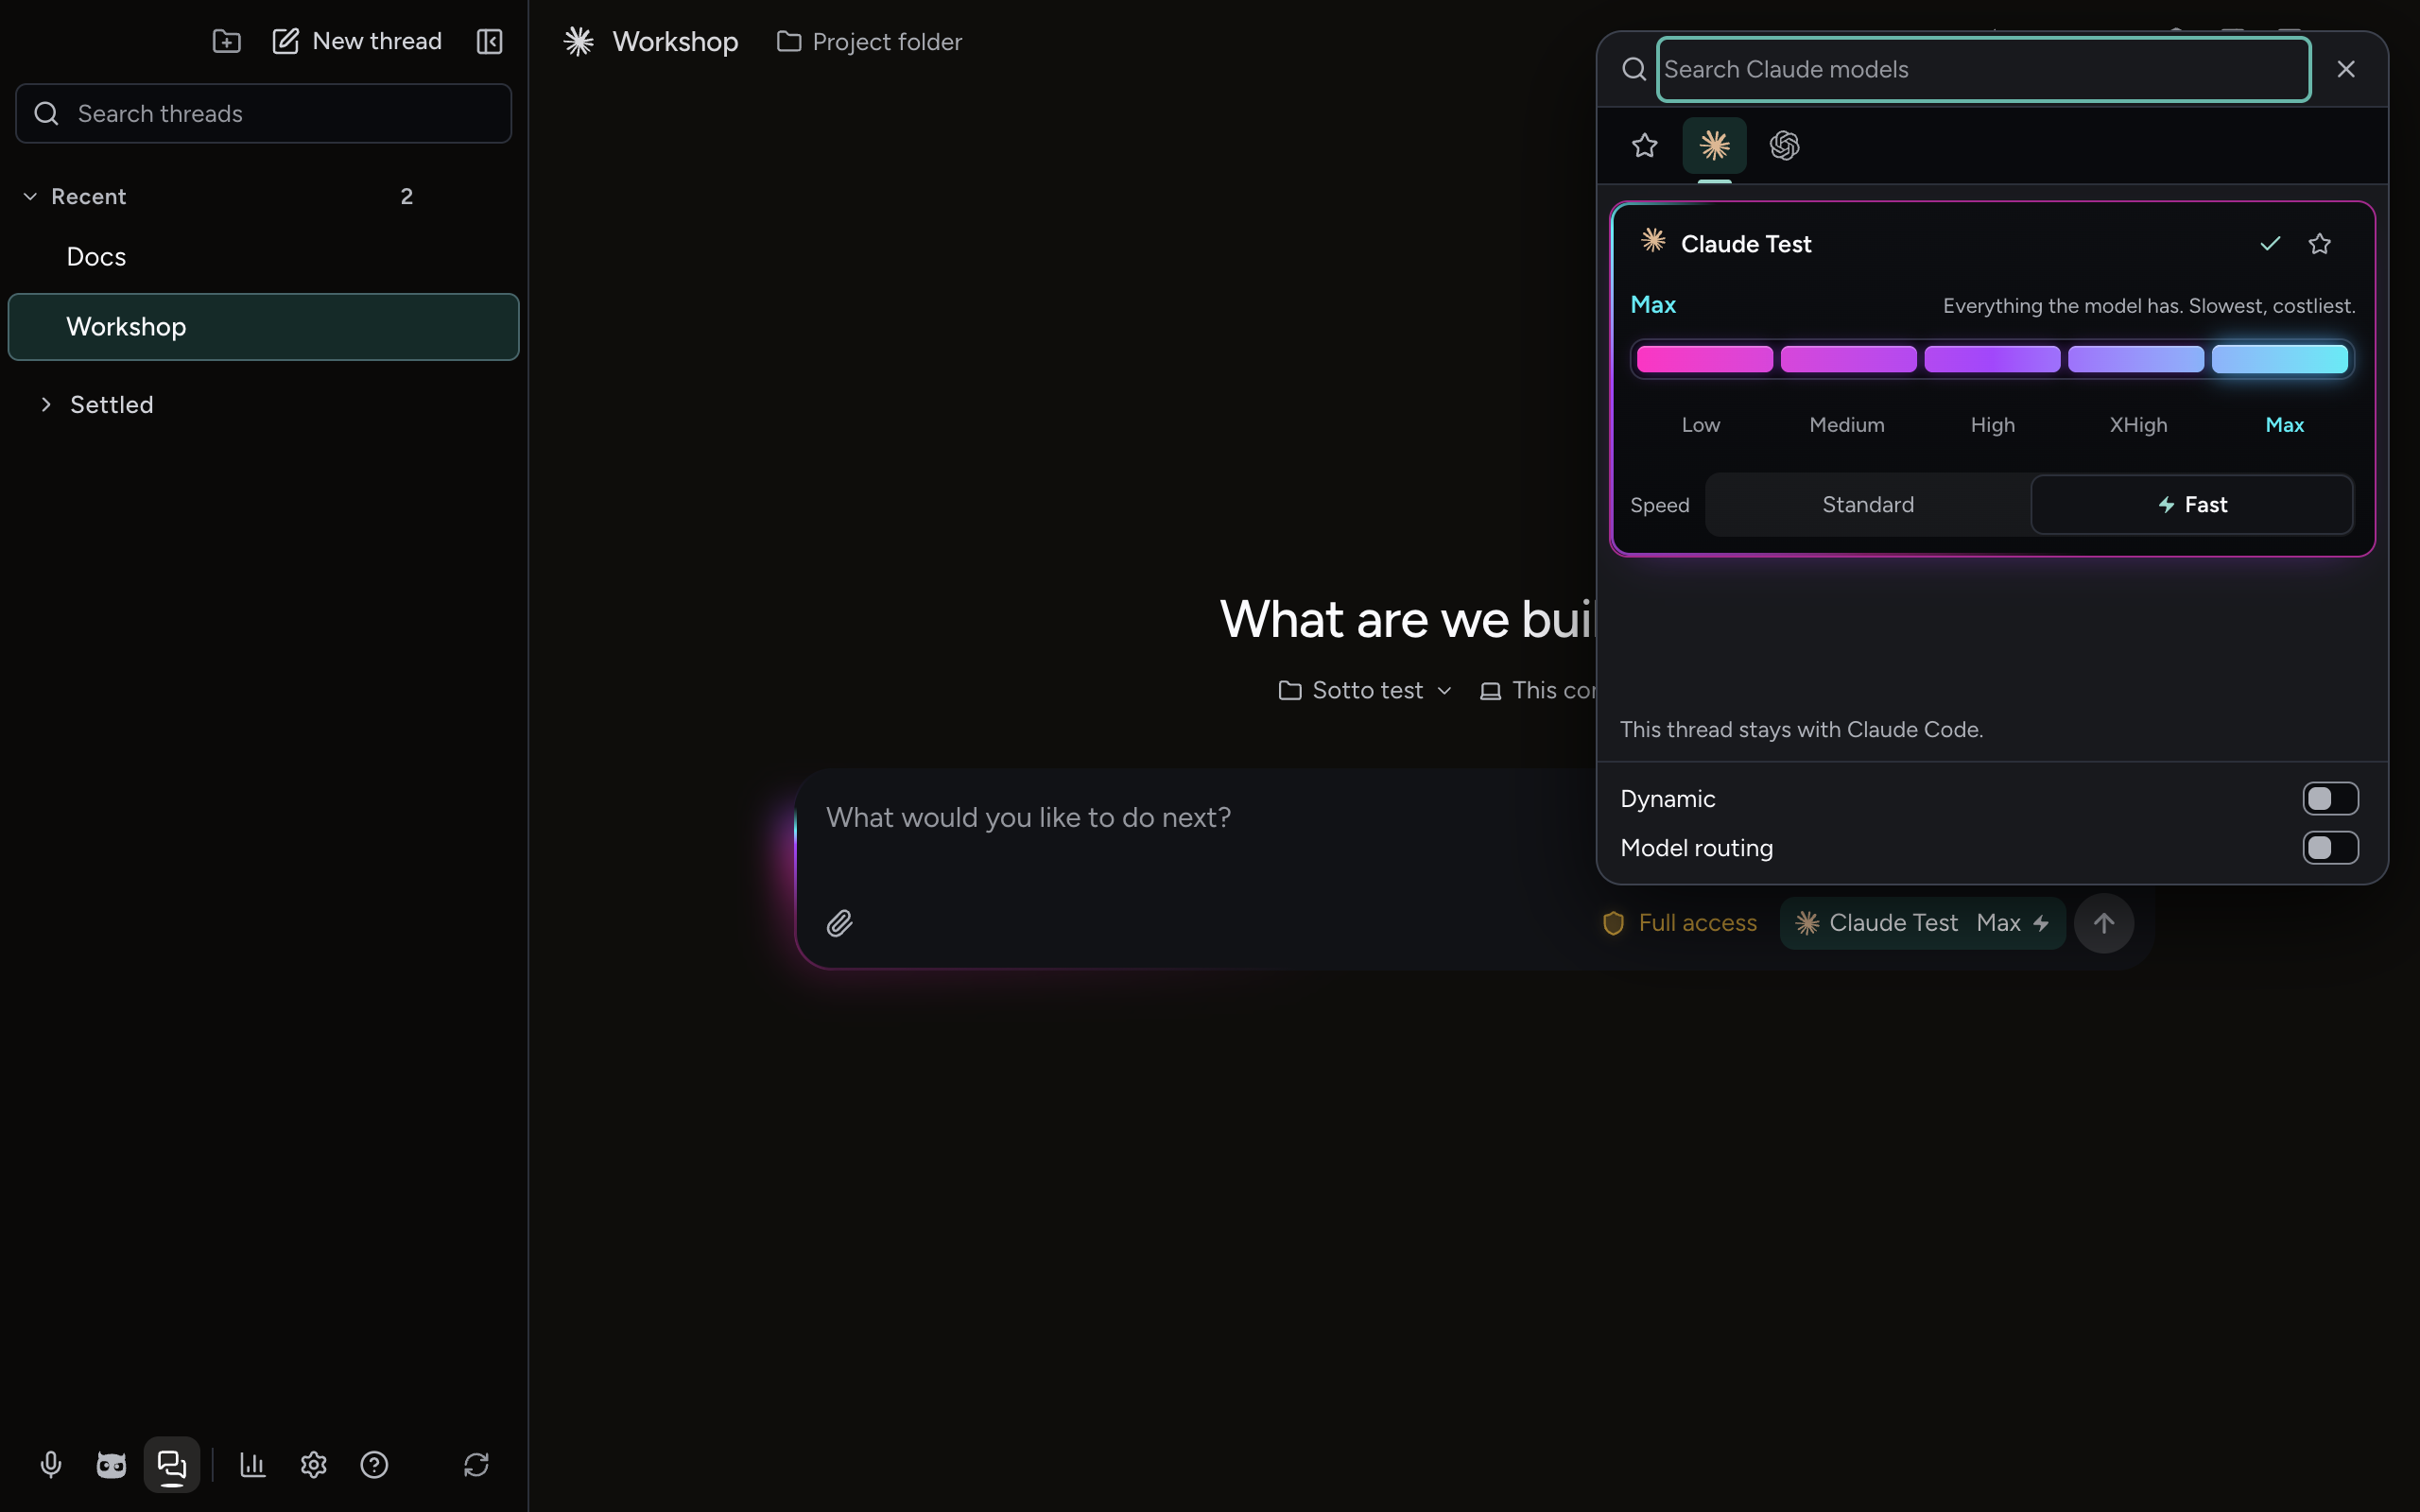 New thread
Search threads
Recent 2
Docs
Workshop
Settled
Workshop Project folder
What are we bui
Sotto test This cor
What would you like to do next?
Full access Claude Test Max
Search Claude models
Claude Test
Max Everything the model has. Slowest, costliest.
Low Medium High XHigh Max
Speed Standard Fast
This thread stays with Claude Code.
Dynamic
Model routing